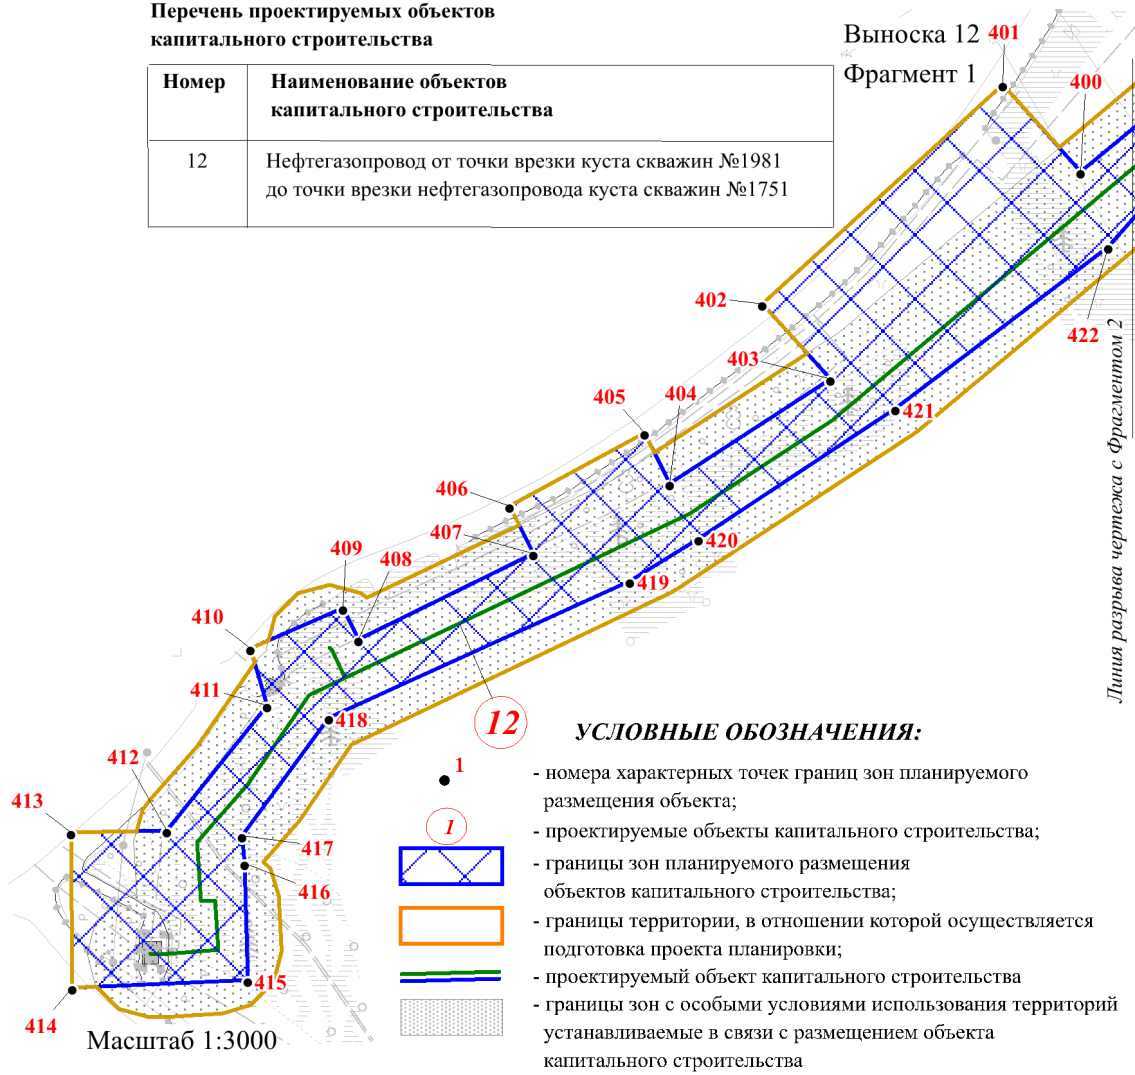 Перечень проектируемых объектов
капитального строительства
Номер
Наименование объектов
капитального строительства
12
Нефтегазопровод от точки врезки куста скважин №1981
до точки врезки нефтегазопровода куста скважин №1751
Выноска 12
Фрагмент 1
401
400
402
422
403
404
405
421
406
407
420
409
408
419
410
411
418
12
412
413
417
416
415
414
Линия разрыва чертежа с Фрагментом 2
Масштаб 1:3000
УСЛОВНЫЕ ОБОЗНАЧЕНИЯ:
1
- номера характерных точек границ зон планируемого
размещения объекта;
1
- проектируемые объекты капитального строительства;
- границы зон планируемого размещения
объектов капитального строительства;
- границы территории, в отношении которой осуществляется
подготовка проекта планировки;
- проектируемый объект капитального строительства
- границы зон с особыми условиями использования территорий
устанавливаемые в связи с размещением объекта
капитального строительства